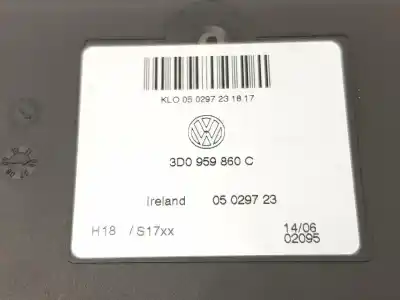 KLO 05 0297 23 18 17
3D0 959 860 C
Ireland 05 0297 23
H18 / S17xx 14/06
02095